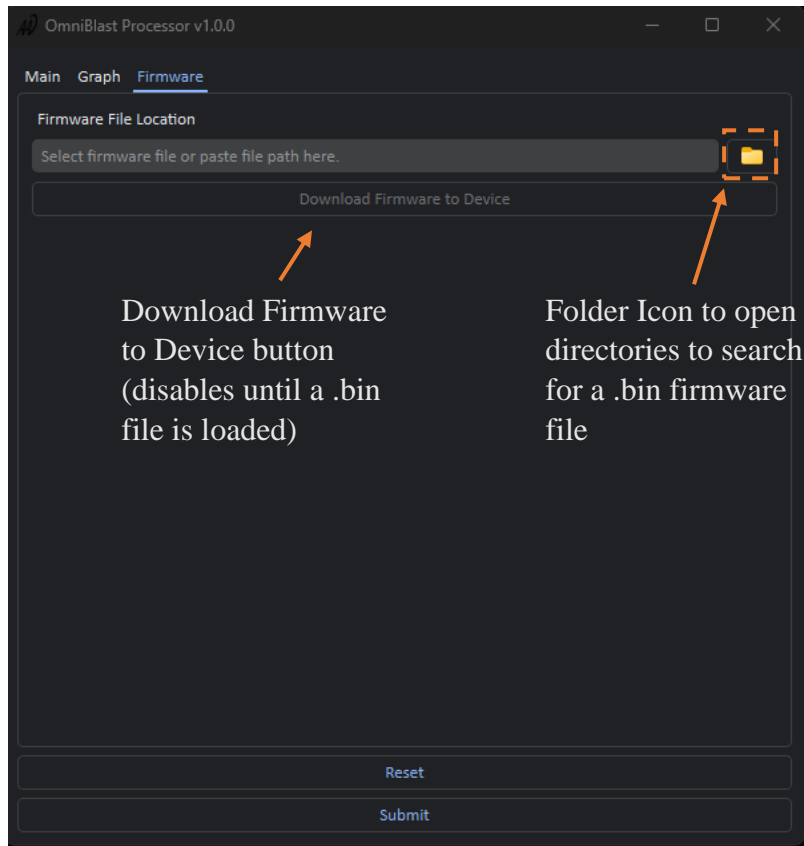 OmniBlast Processor v1.0.0
Main Graph Firmware
Firmware File Location
Select firmware file or paste file path here.
Download Firmware to Device
Download Firmware
to Device button
(disables until a .bin
file is loaded)
Folder Icon to open
directories to search
for a .bin firmware
file
Reset
Submit